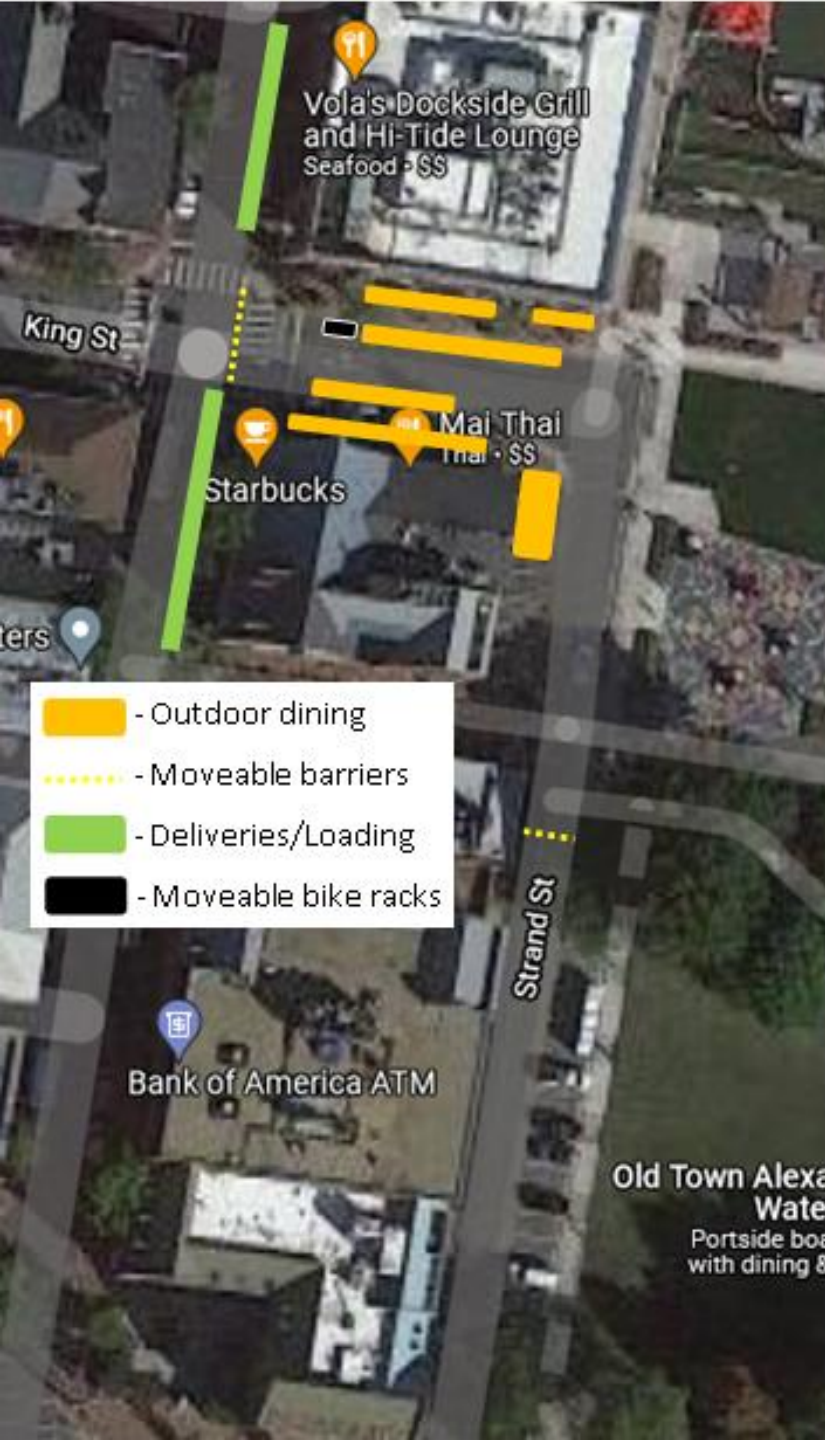 Vola's Dockside Grill
and Hi-Tide Lounge
Seafood • $$
King St
Mai Thai
Thai • $$
Starbucks
ters
- Outdoor dining
- Moveable barriers
- Deliveries/Loading
- Moveable bike racks
Strand St
Bank of America ATM
Old Town Alexa
Wate
Portside boa
with dining &